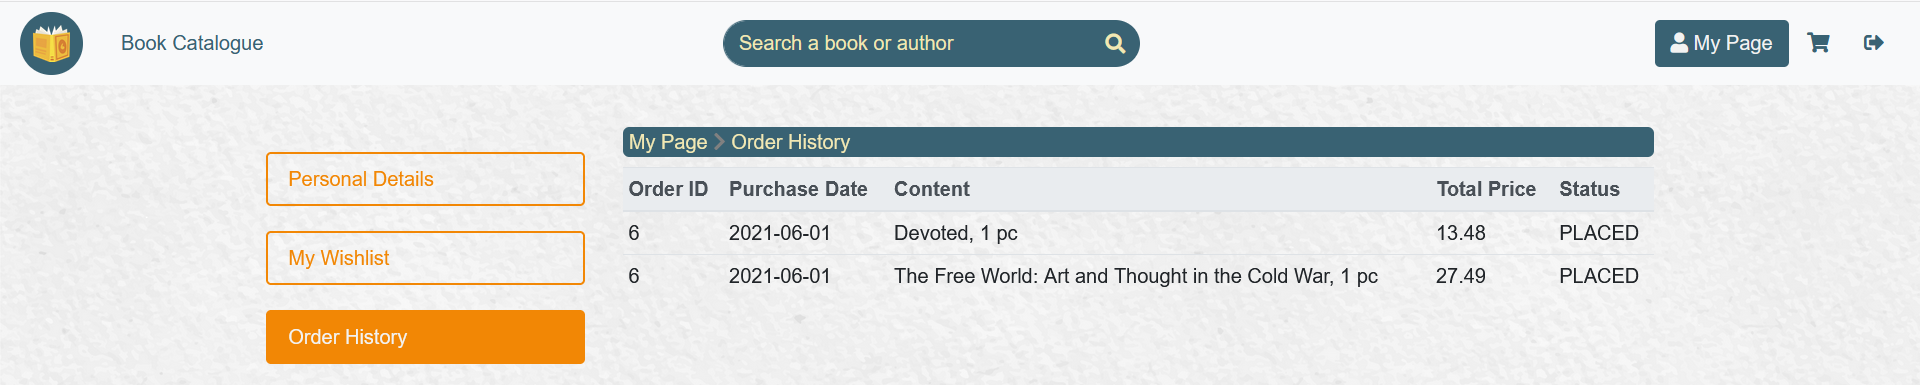 Book Catalogue
Search a book or author
My Page
My Page > Order History
Personal Details
My Wishlist
Order History
Order ID Purchase Date Content Total Price Status
6 2021-06-01 Devoted, 1 pc 13.48 PLACED
6 2021-06-01 The Free World: Art and Thought in the Cold War, 1 pc 27.49 PLACED